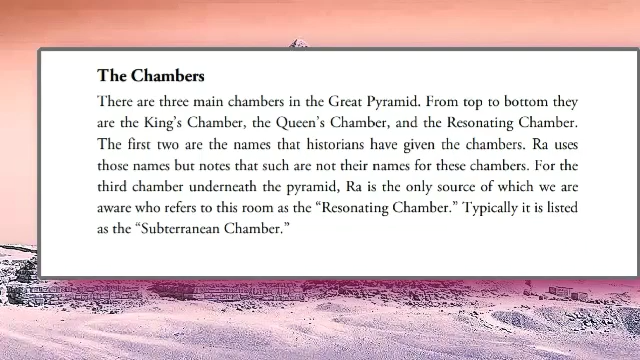 The Chambers
There are three main chambers in the Great Pyramid. From top to bottom they
are the King's Chamber, the Queen's Chamber, and the Resonating Chamber.
The first two are the names that historians have given the chambers. Ra uses
those names but notes that such are not their names for these chambers. For the
third chamber underneath the pyramid, Ra is the only source of which we are
aware who refers to this room as the “Resonating Chamber.” Typically it is listed
as the “Subterranean Chamber.”